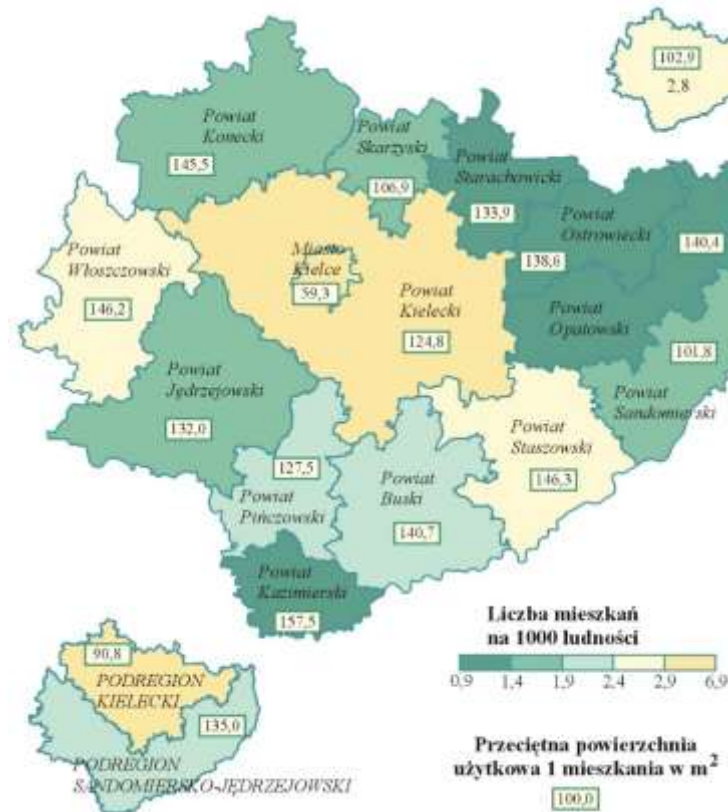 102,9
2,8
Powiat
Konecki
145,5
Powiat
Skarżyski
106,9
Powiat
Starachowicki
133,9
Powiat
Ostrowiecki
138,6
140,4
Powiat
Włoszczowski
146,2
Miasto
Kielce
59,3
Powiat
Kielecki
124,8
Powiat
Opatowski
101,8
Powiat
Sandomierski
Powiat
Jędrzejowski
132,0
Powiat
Staszowski
146,3
127,5
Powiat
Pińczowski
Powiat
Buski
140,7
Powiat
Kazimierski
157,5
Liczba mieszkań
na 1000 ludności
0,9 1,4 1,9 2,4 2,9 6,9
90,8
PODREGION
KIELECKI
135,0
PODREGION
SANDOMIERSKO-JĘDRZEJOWSKI
Przeciętna powierzchnia
użytkowa 1 mieszkania w m²
100,0